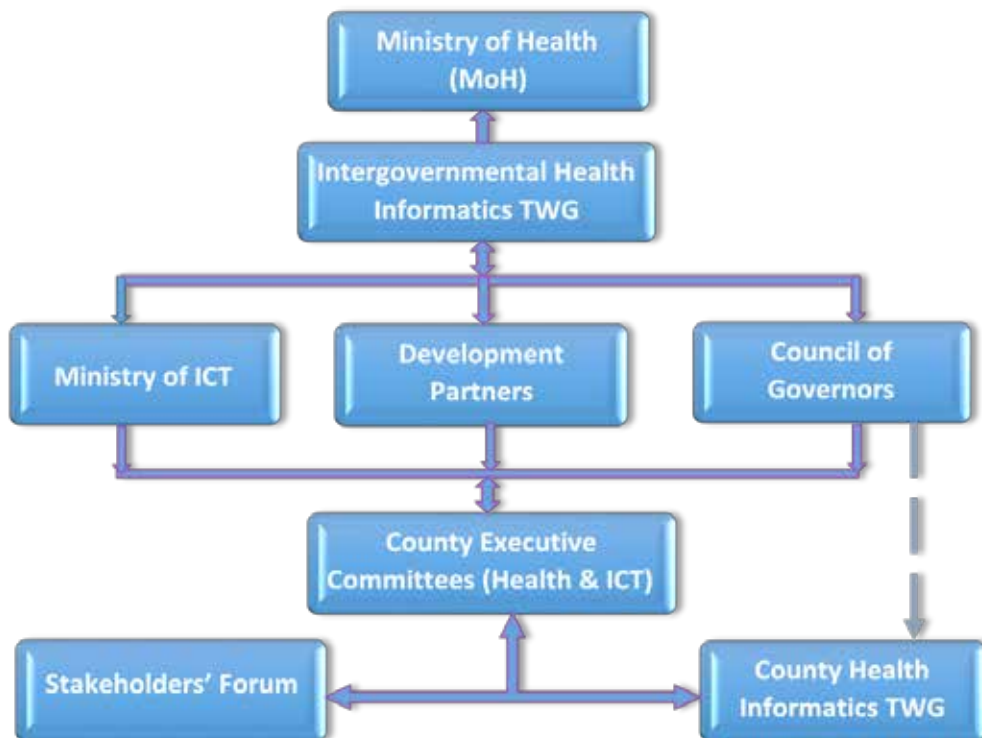 Ministry of Health
(MoH)
Intergovernmental Health
Informatics TWG
Ministry of ICT
Development
Partners
Council of
Governors
County Executive
Committees (Health & ICT)
Stakeholders’ Forum
County Health
Informatics TWG